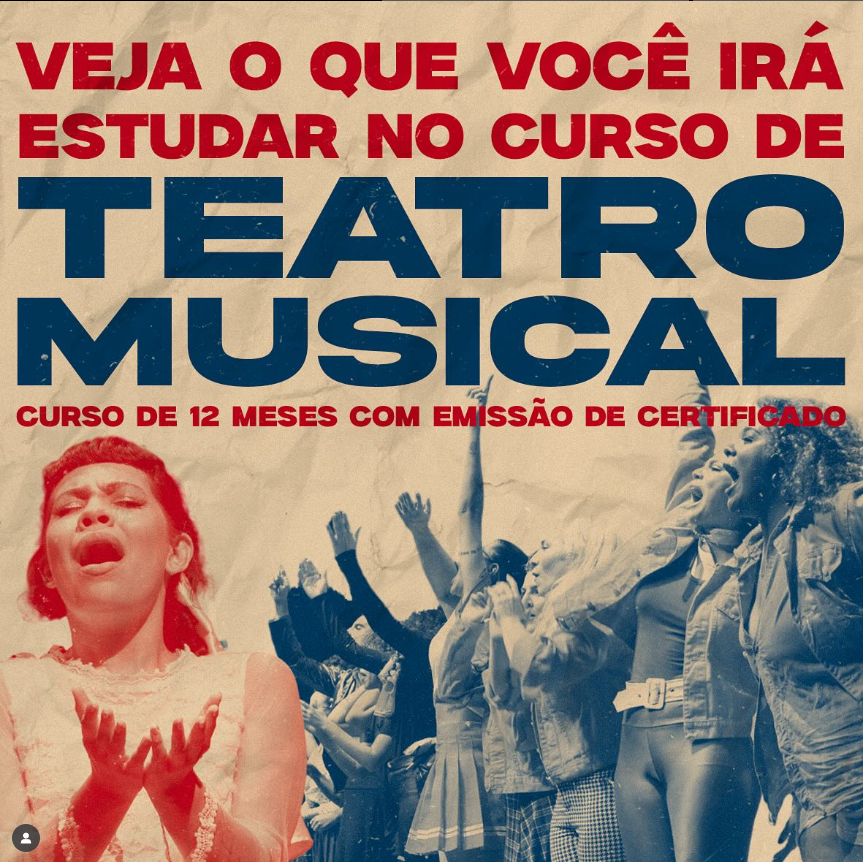 VEJA O QUE VOCÊ IRÁ
ESTUDAR NO CURSO DE
TEATRO
MUSICAL
CURSO DE 12 MESES COM EMISSÃO DE CERTIFICADO